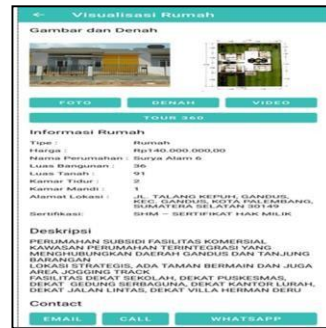 ← Visualisasi Rumah
Gambar dan Denah
FOTO DENAH VIDEO
TOUR 360
Informasi Rumah
Tipe : Rumah
Harga : Rp140.000.000,00
Nama Perumahan : Surya Alam 6
Luas Bangunan : 36
Luas Tanah : 91
Kamar Tidur : 2
Kamar Mandi : 1
Alamat Lokasi : JL. TALANG KEPUH, GANDUS,
KEC. GANDUS, KOTA PALEMBANG,
SUMATERA SELATAN 30149
Sertifikasi: SHM – SERTIFIKAT HAK MILIK
Deskripsi
PERUMAHAN SUBSIDI FASILITAS KOMERSIAL
KAWASAN PERUMAHAN TERINTEGRASI YANG
MENGHUBUNGKAN DAERAH GANDUS DAN TANJUNG
BARANGAN
LOKASI STRATEGIS, ADA TAMAN BERMAIN DAN JUGA
AREA JOGGING TRACK
FASILITAS DEKAT SEKOLAH, DEKAT PUSKESMAS,
DEKAT GEDUNG SERBAGUNA, DEKAT KANTOR LURAH,
DEKAT JALAN LINTAS, DEKAT VILLA HERMAN DERU
Contact
EMAIL CALL WHATSAPP